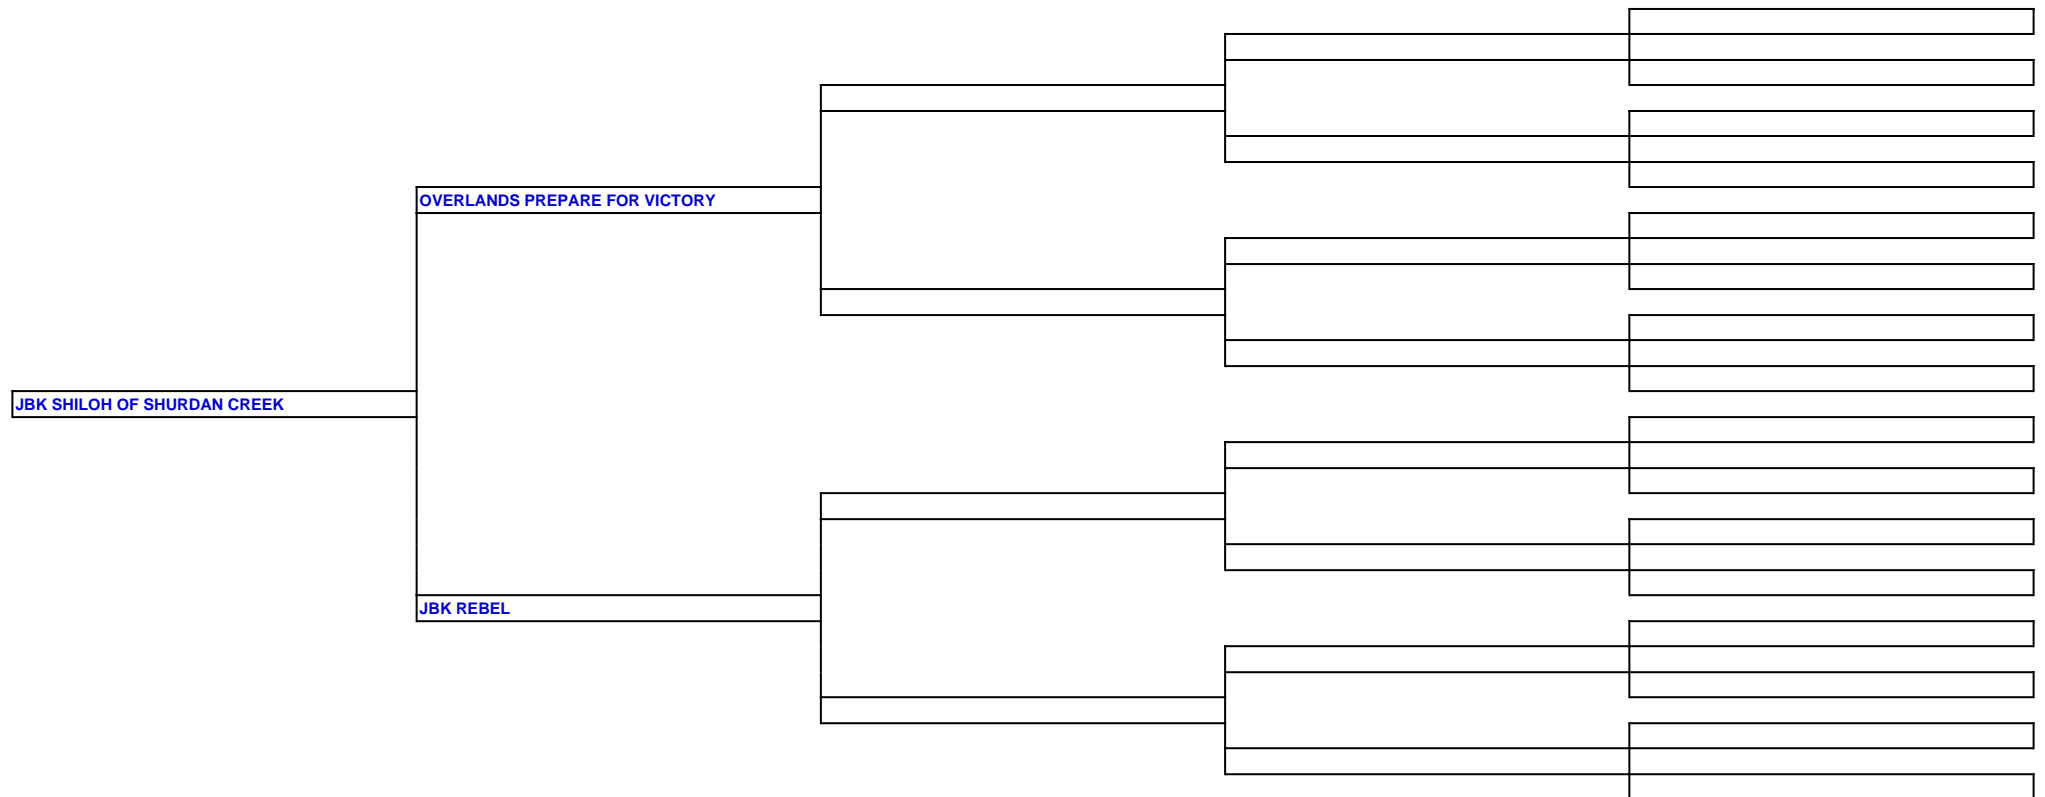 OVERLANDS PREPARE FOR VICTORY
JBK SHILOH OF SHURDAN CREEK
JBK REBEL